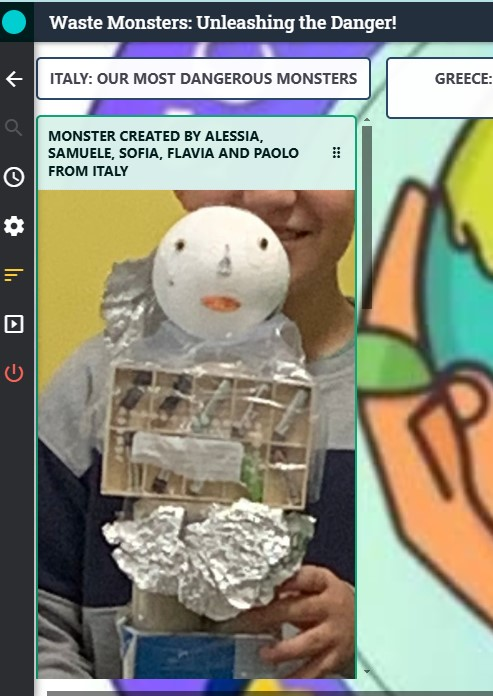 Waste Monsters: Unleashing the Danger!
ITALY: OUR MOST DANGEROUS MONSTERS
GREECE:
MONSTER CREATED BY ALESSIA,
SAMUELE, SOFIA, FLAVIA AND PAOLO
FROM ITALY